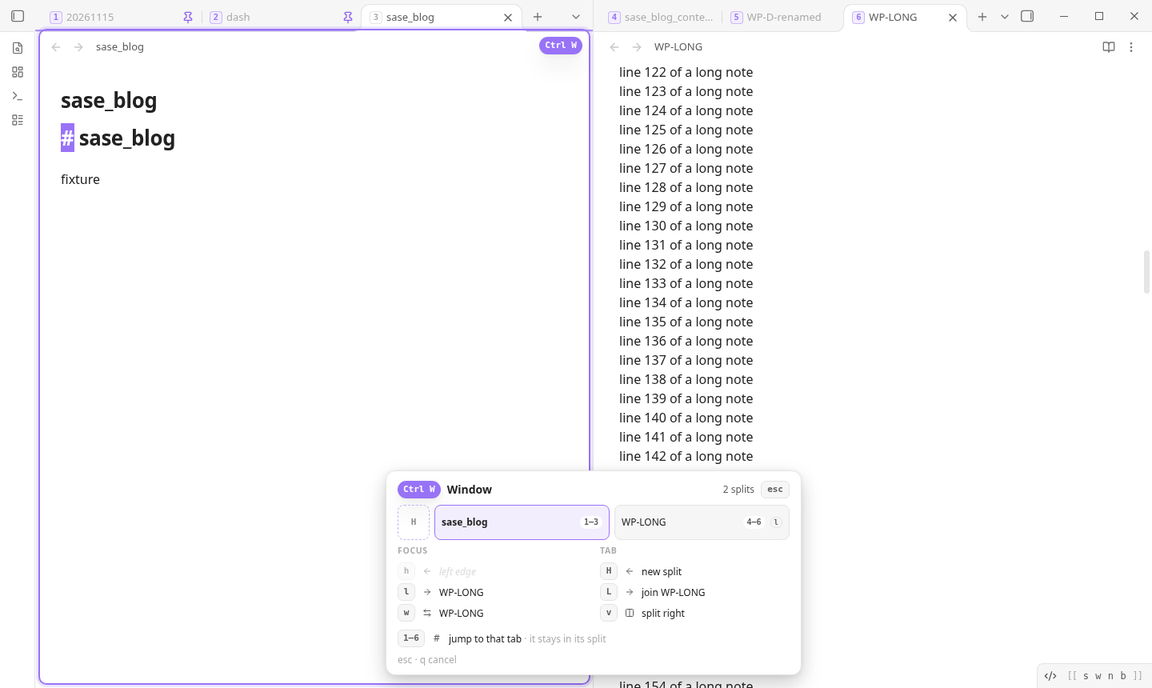 1 20261115
2 dash
3 sase_blog
4 sase_blog_conte...
5 WP-D-renamed
6 WP-LONG
sase_blog
Ctrl W
WP-LONG
sase_blog
# sase_blog
fixture
line 122 of a long note
line 123 of a long note
line 124 of a long note
line 125 of a long note
line 126 of a long note
line 127 of a long note
line 128 of a long note
line 129 of a long note
line 130 of a long note
line 131 of a long note
line 132 of a long note
line 133 of a long note
line 134 of a long note
line 135 of a long note
line 136 of a long note
line 137 of a long note
line 138 of a long note
line 139 of a long note
line 140 of a long note
line 141 of a long note
line 142 of a long note
Ctrl W Window 2 splits esc
H sase_blog 1–3 WP-LONG 4–6 l
FOCUS TAB
h ← left edge H ← new split
l → WP-LONG L → join WP-LONG
w ⇆ WP-LONG v split right
1–6 # jump to that tab · it stays in its split
esc · q cancel
line 154 of a long note
</> [[ s w n b ]]